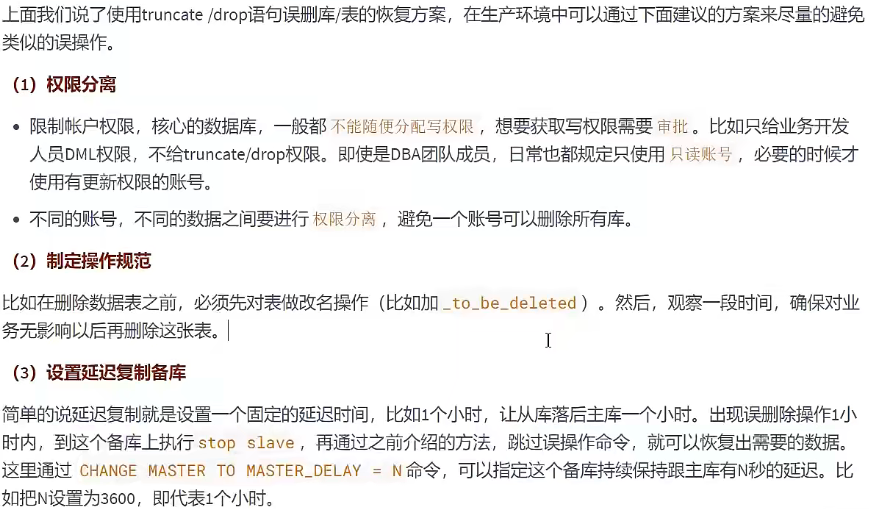 上面我们说了使用truncate /drop语句误删库/表的恢复方案，在生产环境中可以通过下面建议的方案来尽量的避免
类似的误操作。
（1）权限分离
• 限制帐户权限，核心的数据库，一般都 不能随便分配写权限 ，想要获取写权限需要 审批 。比如只给业务开发
人员DML权限，不给truncate/drop权限。即使是DBA团队成员，日常也都规定只使用 只读账号 ，必要的时候才
使用有更新权限的账号。
• 不同的账号，不同的数据之间要进行 权限分离 ，避免一个账号可以删除所有库。
（2）制定操作规范
比如在删除数据表之前，必须先对表做改名操作（比如加 _to_be_deleted ）。然后，观察一段时间，确保对业
务无影响以后再删除这张表。
（3）设置延迟复制备库
简单的说延迟复制就是设置一个固定的延迟时间，比如1个小时，让从库落后主库一个小时。出现误删除操作1小
时内，到这个备库上执行 stop slave ，再通过之前介绍的方法，跳过误操作命令，就可以恢复出需要的数据。
这里通过 CHANGE MASTER TO MASTER_DELAY = N 命令，可以指定这个备库持续保持跟主库有N秒的延迟。比
如把N设置为3600，即代表1个小时。